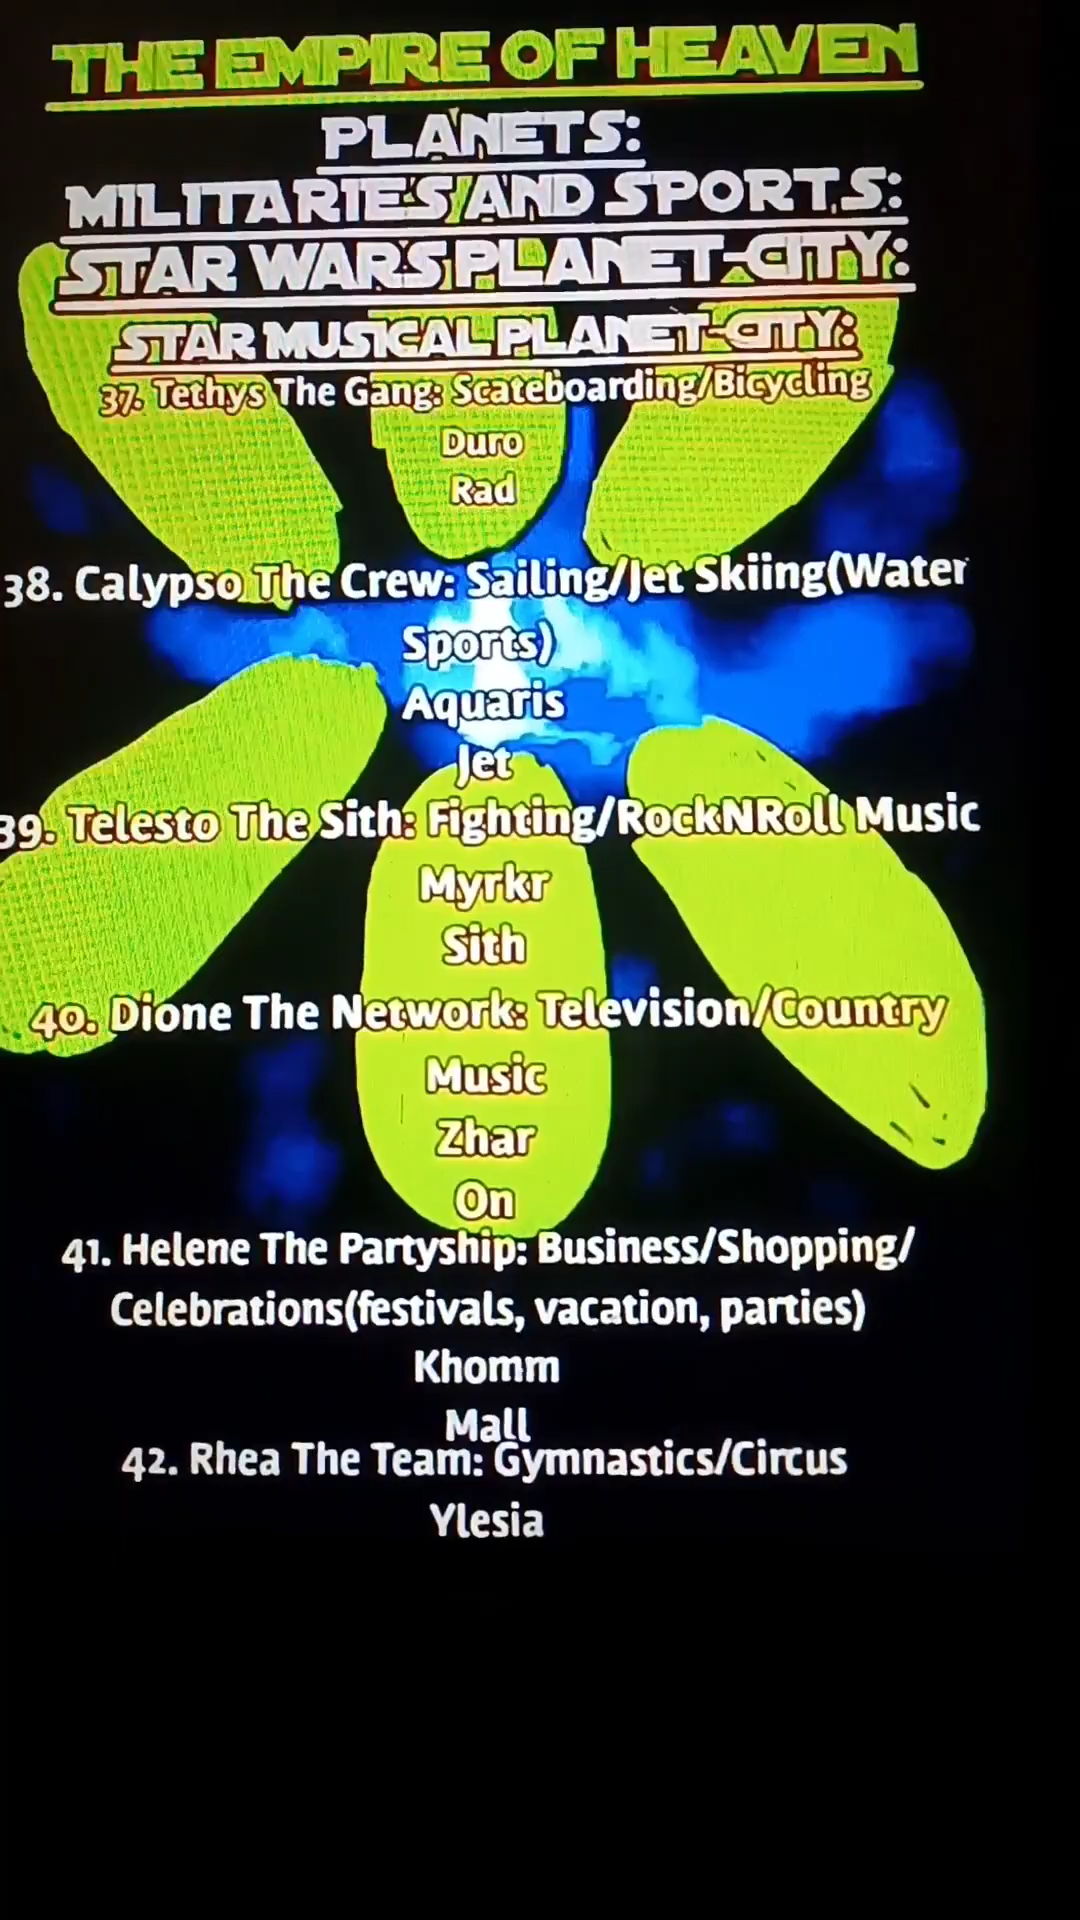 THE EMPIRE OF HEAVEN
PLANETS:
MILITARIES AND SPORTS:
STAR WARS PLANET-CITY:
STAR MUSICAL PLANET-CITY:
37. Tethys The Gang: Scateboarding/Bicycling
Duro
Rad
38. Calypso The Crew: Sailing/Jet Skiing(Water
Sports)
Aquaris
Jet
39. Telesto The Sith: Fighting/RockNRoll Music
Myrkr
Sith
40. Dione The Network: Television/Country
Music
Zhar
On
41. Helene The Partyship: Business/Shopping/
Celebrations(festivals, vacation, parties)
Khomm
Mall
42. Rhea The Team: Gymnastics/Circus
Ylesia